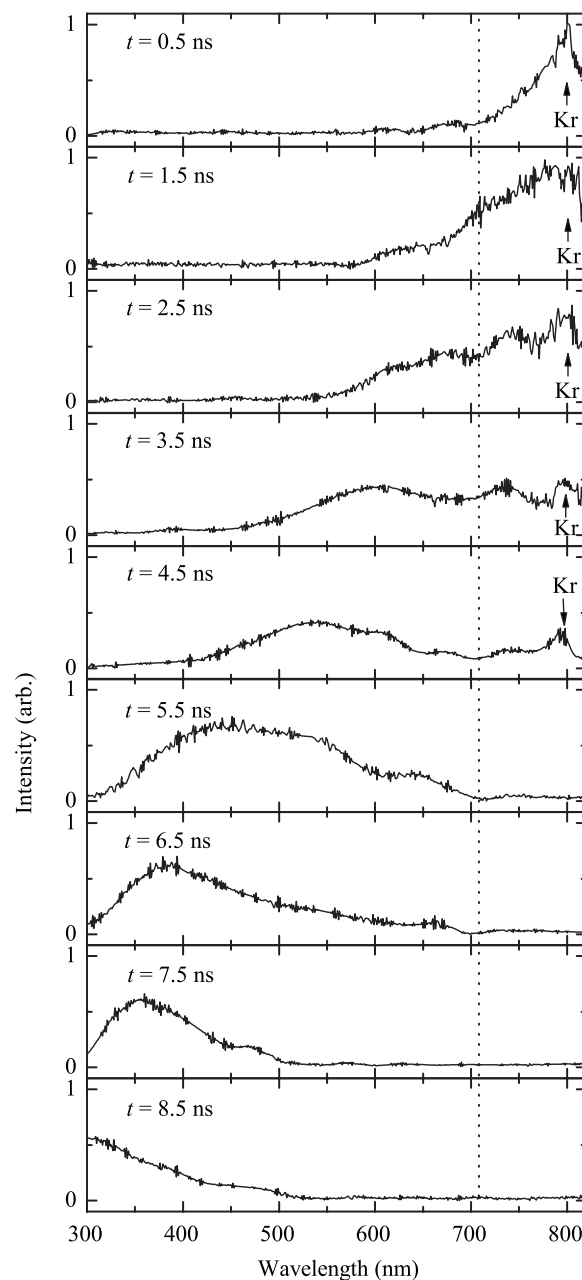 1
t = 0.5 ns
0
Kr
1
t = 1.5 ns
0
Kr
1
t = 2.5 ns
0
Kr
1
t = 3.5 ns
0
Kr
1
t = 4.5 ns
Kr
0
1
t = 5.5 ns
0
1
t = 6.5 ns
0
1
t = 7.5 ns
0
1
t = 8.5 ns
0
300 400 500 600 700 800
Wavelength (nm)
Intensity (arb.)